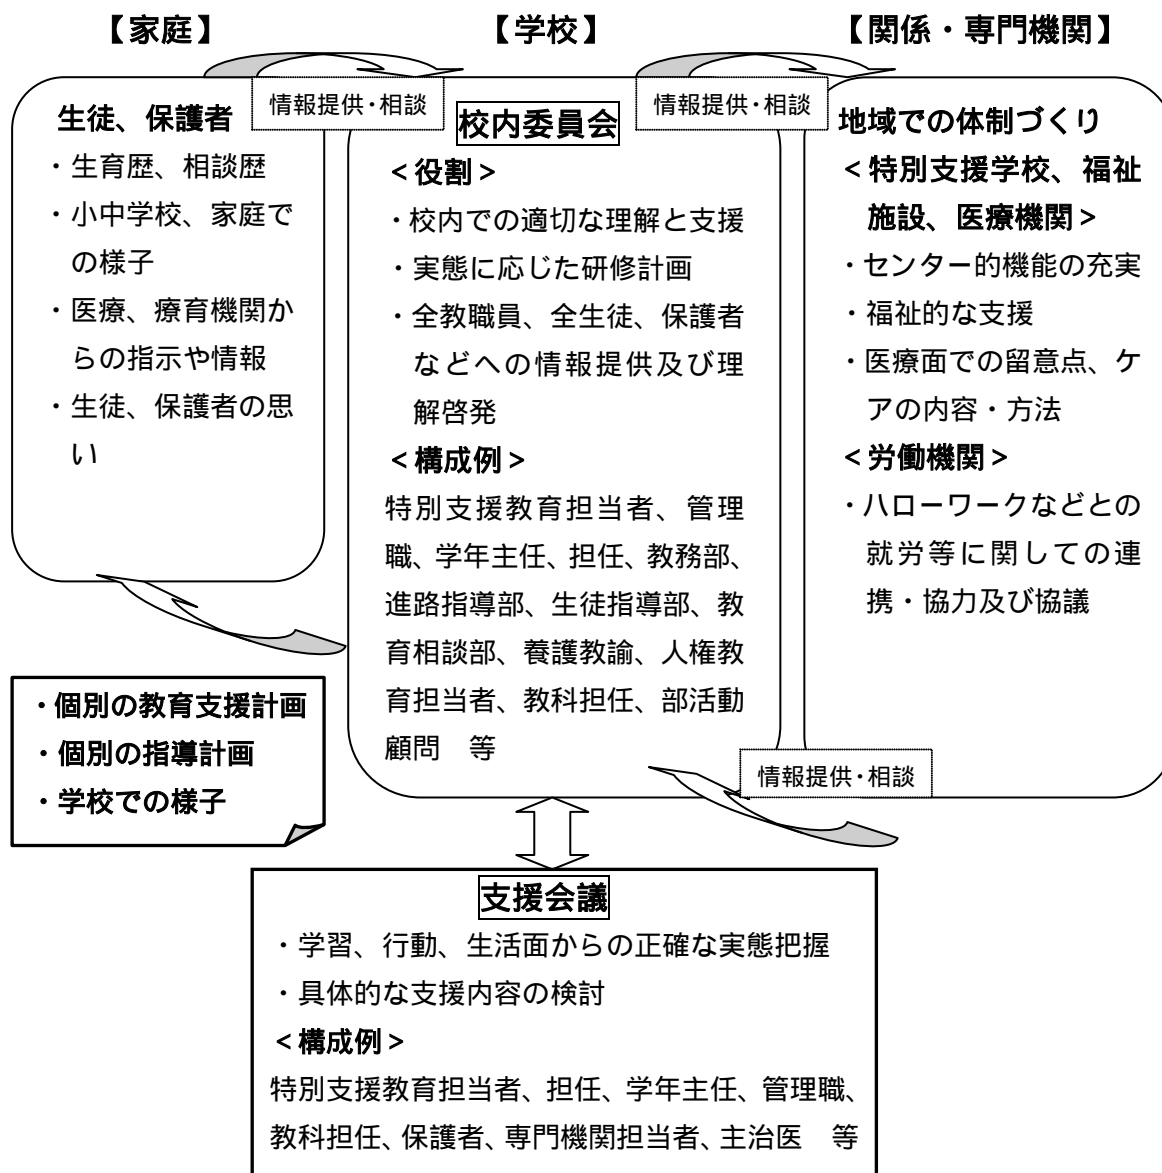 【家庭】
【学校】
【関係・専門機関】
情報提供・相談
情報提供・相談
生徒、保護者
・生育歴、相談歴
・小中学校、家庭で
の様子
・医療、療育機関か
らの指示や情報
・生徒、保護者の思
い
校内委員会
<役割>
・校内での適切な理解と支援
・実態に応じた研修計画
・全教職員、全生徒、保護者
などへの情報提供及び理
解啓発
<構成例>
特別支援教育担当者、管理
職、学年主任、担任、教務部、
進路指導部、生徒指導部、教
育相談部、養護教諭、人権教
育担当者、教科担任、部活動
顧問　等
地域での体制づくり
<特別支援学校、福祉
施設、医療機関>
・センター的機能の充実
・福祉的な支援
・医療面での留意点、ケ
アの内容・方法
<労働機関>
・ハローワークなどとの
就労等に関しての連
携・協力及び協議
・個別の教育支援計画
・個別の指導計画
・学校での様子
情報提供・相談
支援会議
・学習、行動、生活面からの正確な実態把握
・具体的な支援内容の検討
<構成例>
特別支援教育担当者、担任、学年主任、管理職、
教科担任、保護者、専門機関担当者、主治医　等